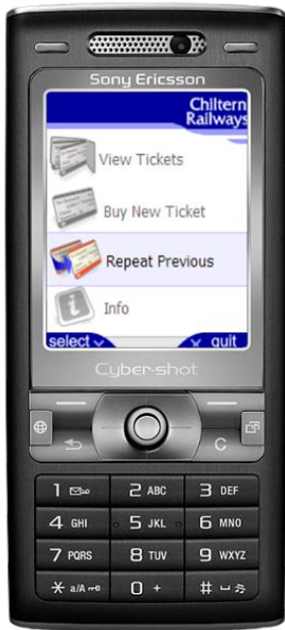 Sony Ericsson
Chiltern
Railways
View Tickets
Buy New Ticket
Repeat Previous
Info
select
quit
Cyber-shot
C
1
2 ABC
3 DEF
4 GHI
5 JKL
6 MNO
7 PQRS
8 TUV
9 WXYZ
* a/A
0 +
#